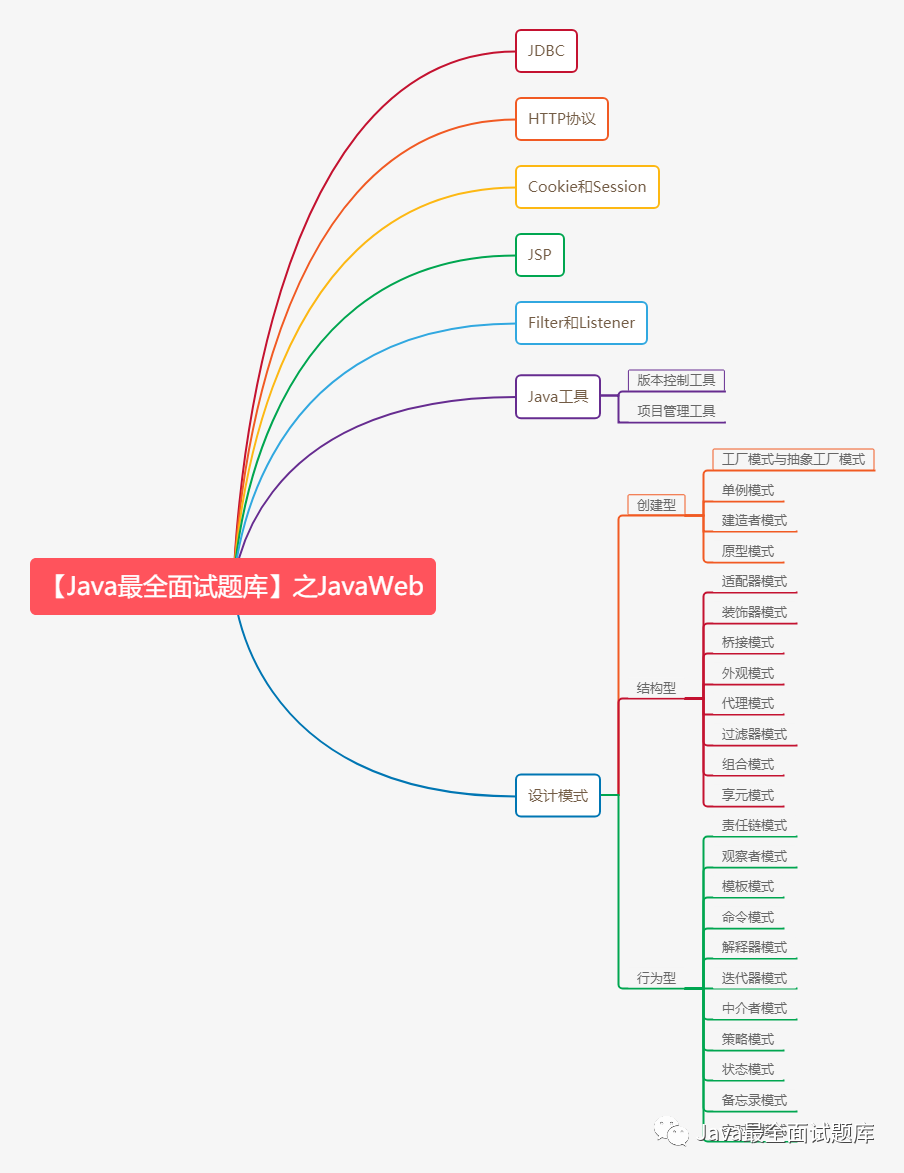 JDBC
HTTP协议
Cookie和Session
JSP
Filter和Listener
Java工具
版本控制工具
项目管理工具
【Java最全面试题库】之JavaWeb
设计模式
创建型
工厂模式与抽象工厂模式
单例模式
建造者模式
原型模式
结构型
适配器模式
装饰器模式
桥接模式
外观模式
代理模式
过滤器模式
组合模式
享元模式
行为型
责任链模式
观察者模式
模板模式
命令模式
解释器模式
迭代器模式
中介者模式
策略模式
状态模式
备忘录模式
Java最全面试题库